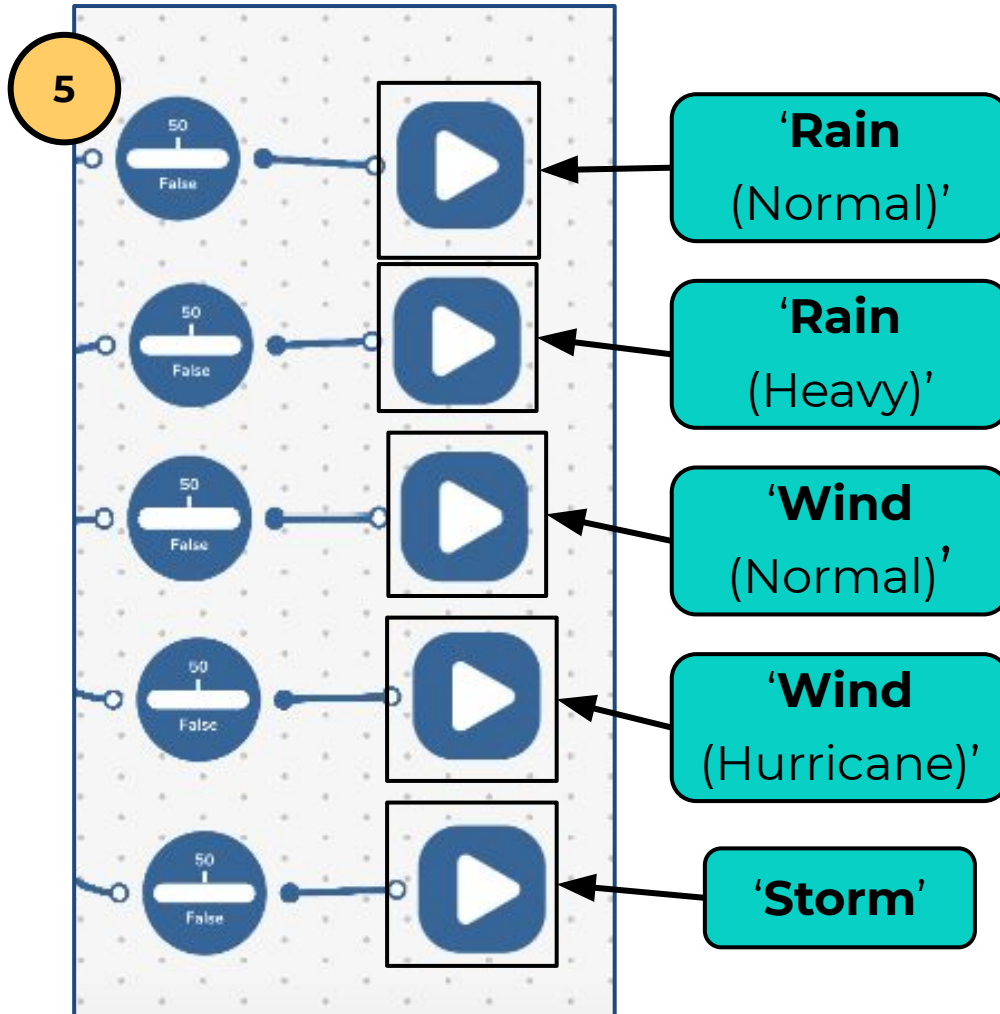 5
50
False
‘Rain
(Normal)’
50
False
‘Rain
(Heavy)’
50
False
‘Wind
(Normal)’
50
False
‘Wind
(Hurricane)’
50
False
‘Storm’